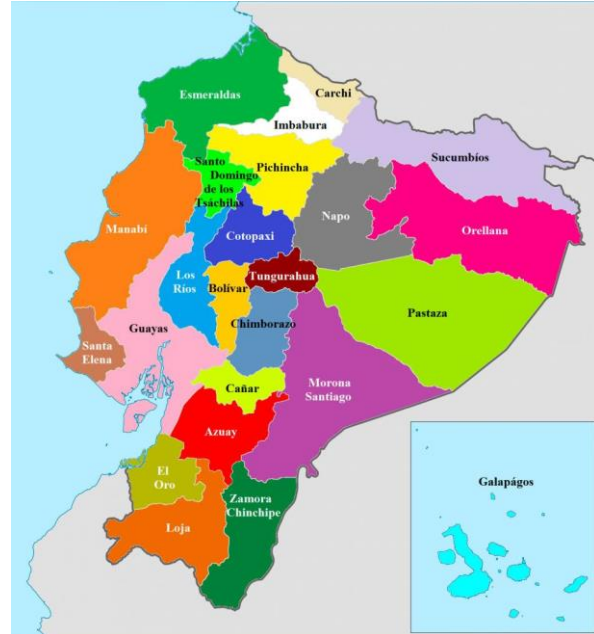 Esmeraldas
Carchi
Imbabura
Sucumbíos
Santo
Domingo
de los
Tsáchilas
Pichincha
Napo
Orellana
Manabí
Cotopaxi
Los
Ríos
Bolívar
Tungurahua
Pastaza
Guayas
Chimborazo
Santa
Elena
Cañar
Morona
Santiago
Azuay
El
Oro
Zamora
Chinchipe
Loja
Galapágos